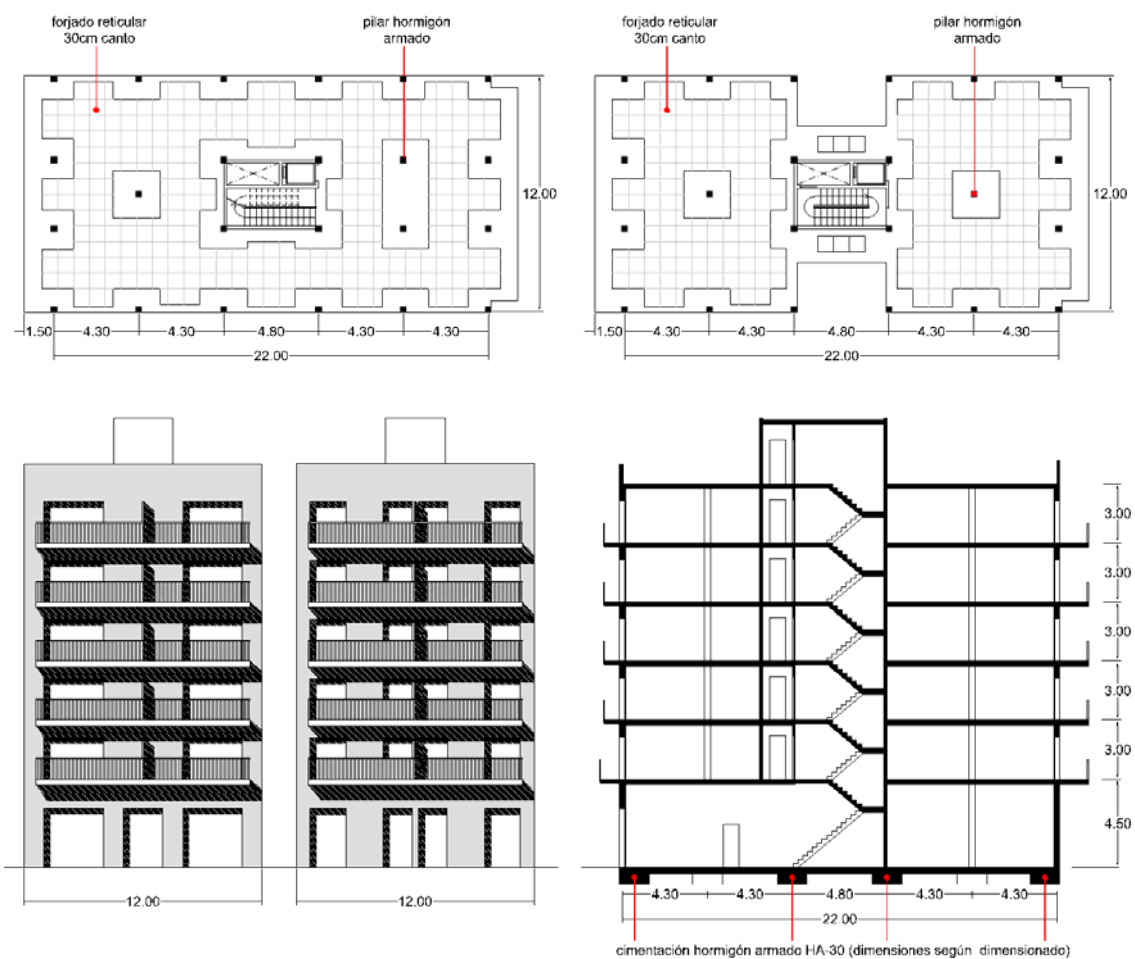 forjado reticular
30cm canto
pilar hormigón
armado
forjado reticular
30cm canto
pilar hormigón
armado
12.00
12.00
1.50 4.30 4.30 4.80 4.30 4.30
22.00
1.50 4.30 4.30 4.80 4.30 4.30
22.00
3.00
3.00
3.00
3.00
3.00
4.50
4.30 4.30 4.80 4.30 4.30
12.00
12.00
22.00
cimentación hormigón armado HA-30 (dimensiones según dimensionado)